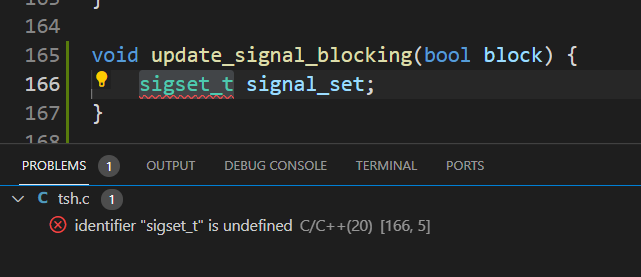 163 }
164
165 void update_signal_blocking(bool block) {
166 sigset_t signal_set;
167 }
168
PROBLEMS 1 OUTPUT DEBUG CONSOLE TERMINAL PORTS
C tsh.c 1
identifier "sigset_t" is undefined C/C++(20) [166, 5]